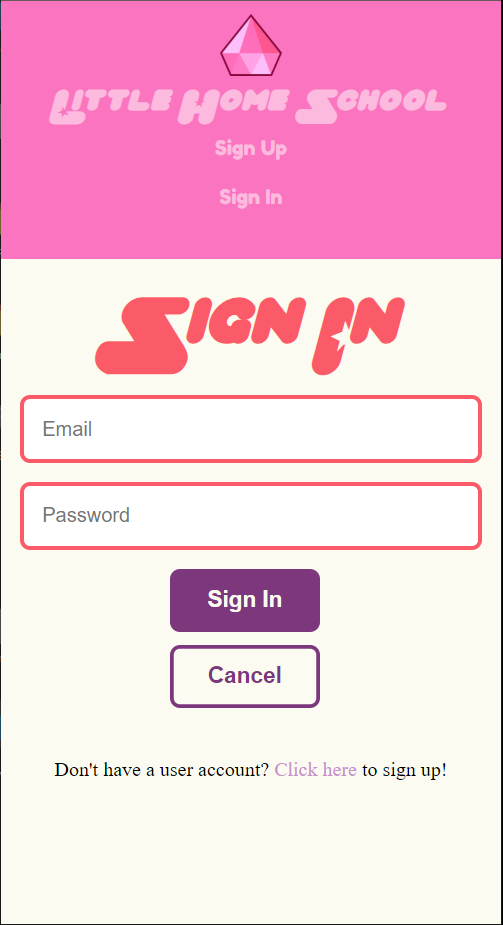 Little Home School
Sign Up
Sign In
Sign In
Email
Password
Sign In
Cancel
Don't have a user account? Click here to sign up!